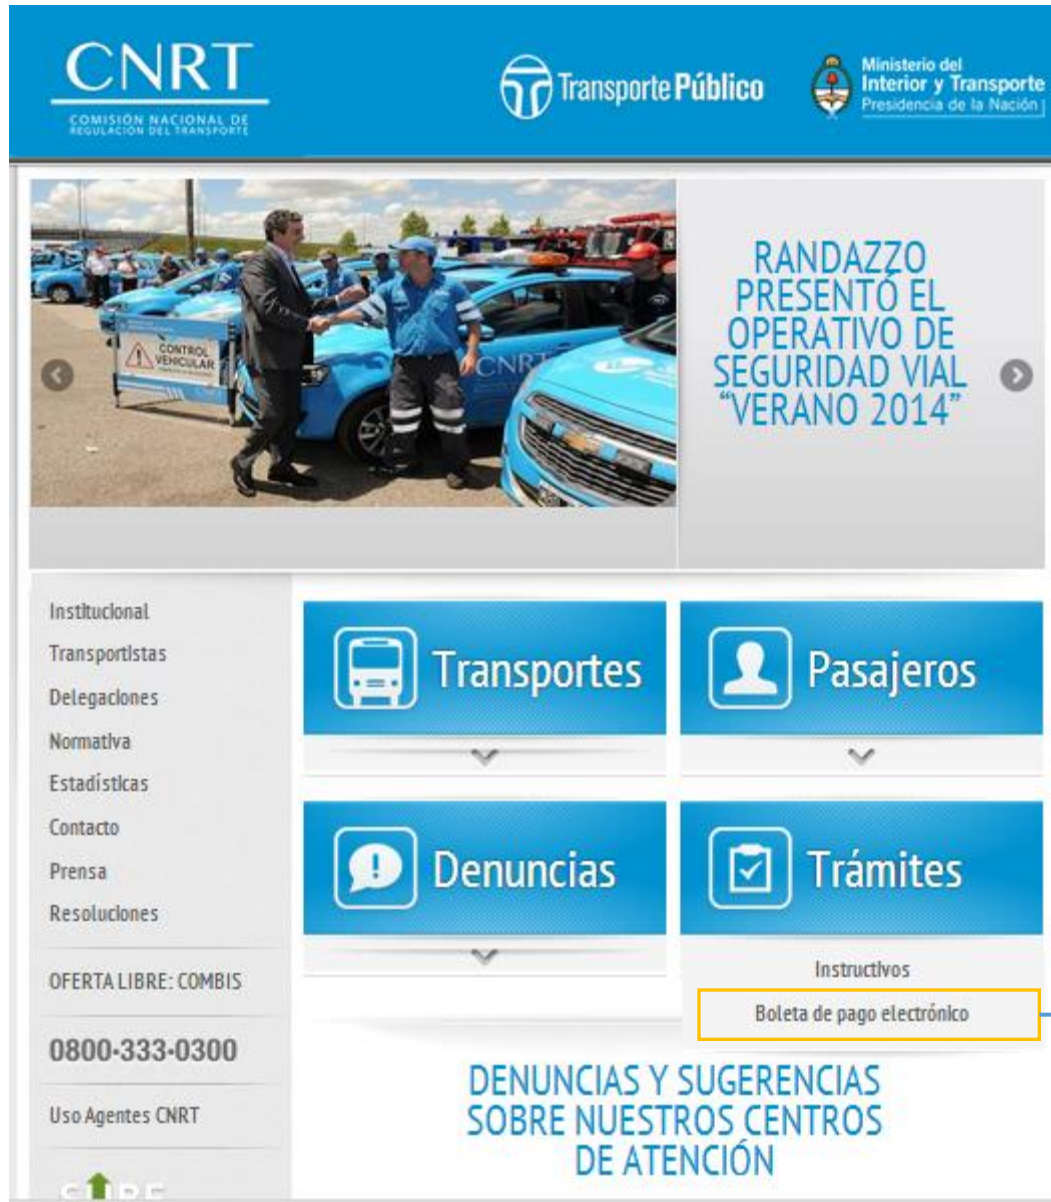 CNRT
COMISIÓN NACIONAL DE
REGULACIÓN DEL TRANSPORTE
Transporte Público
Ministerio del
Interior y Transporte
Presidencia de la Nación
CONTROL
VEHICULAR
CNRT
RANDAZZO
PRESENTÓ EL
OPERATIVO DE
SEGURIDAD VIAL
“VERANO 2014”
Institucional
Transportistas
Delegaciones
Normativa
Estadísticas
Contacto
Prensa
Resoluciones
OFERTA LIBRE: COMBIS
0800-333-0300
Uso Agentes CNRT
Transportes
Pasajeros
Denuncias
Trámites
Instructivos
Boleta de pago electrónico
DENUNCIAS Y SUGERENCIAS
SOBRE NUESTROS CENTROS
DE ATENCIÓN